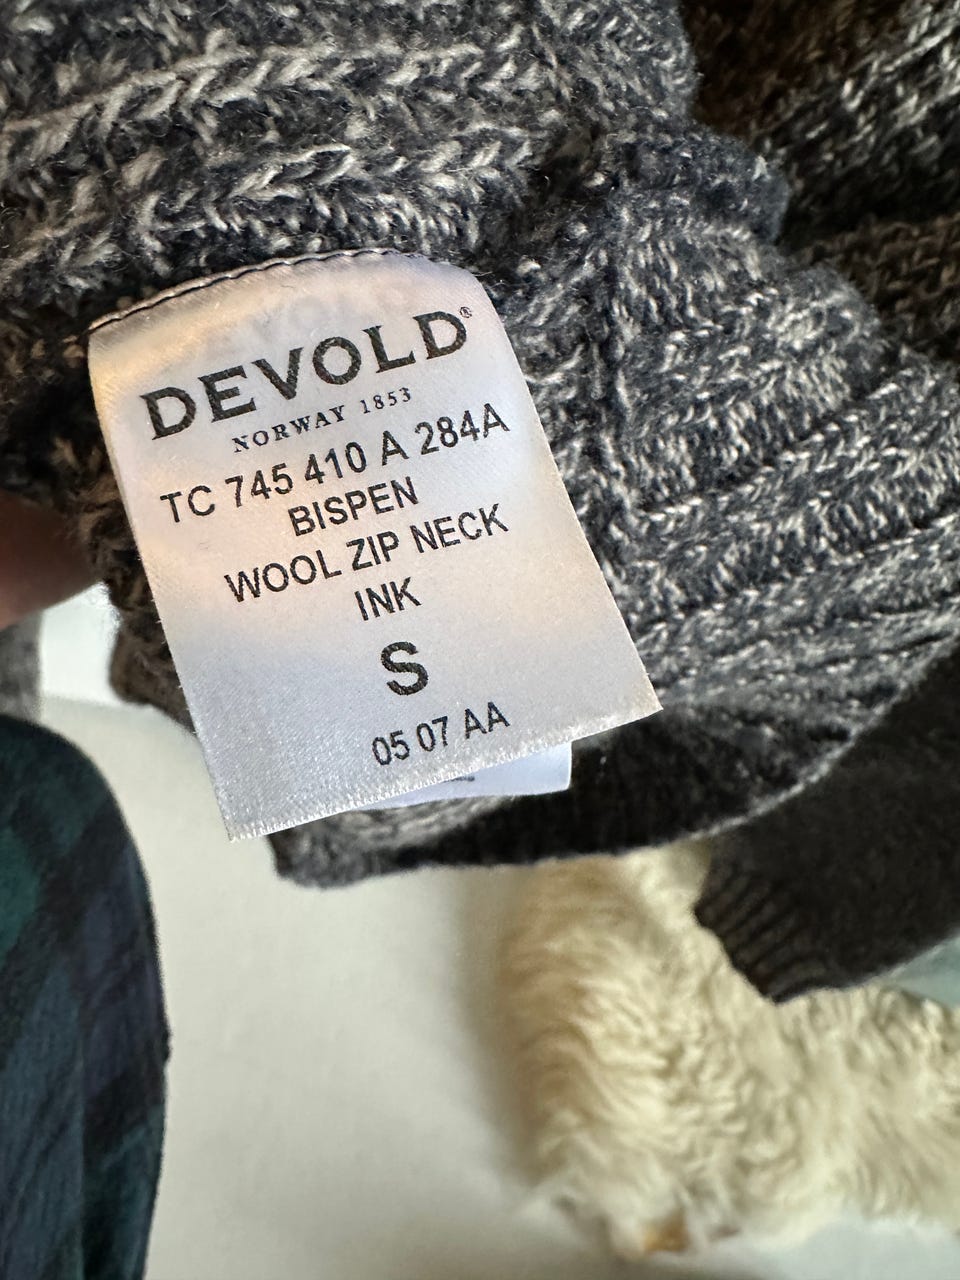 DEVOLD®
NORWAY 1853
TC 745 410 A 284A
BISPEN
WOOL ZIP NECK
INK
S
05 07 AA